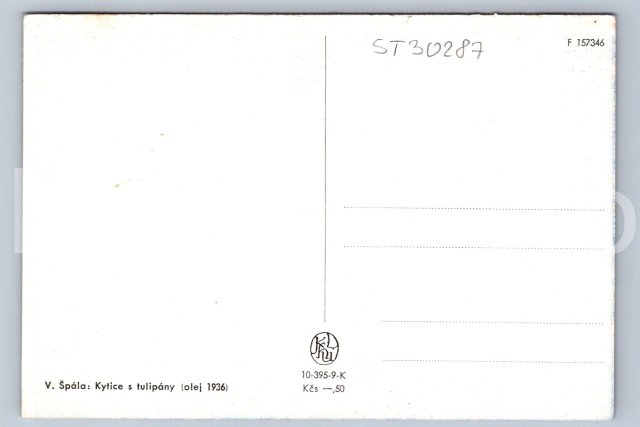 ST30287
F 157346
10-395-9-K
Kčs —,50
V. Špála: Kytice s tulipány (olej 1936)